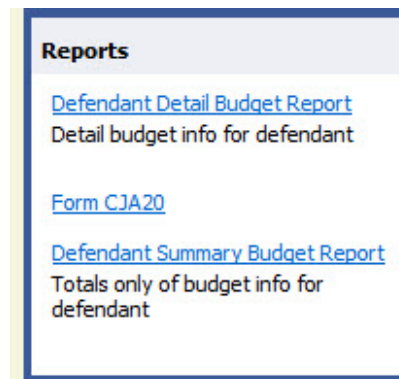 Reports
Defendant Detail Budget Report
Detail budget info for defendant
Form CJA20
Defendant Summary Budget Report
Totals only of budget info for
defendant